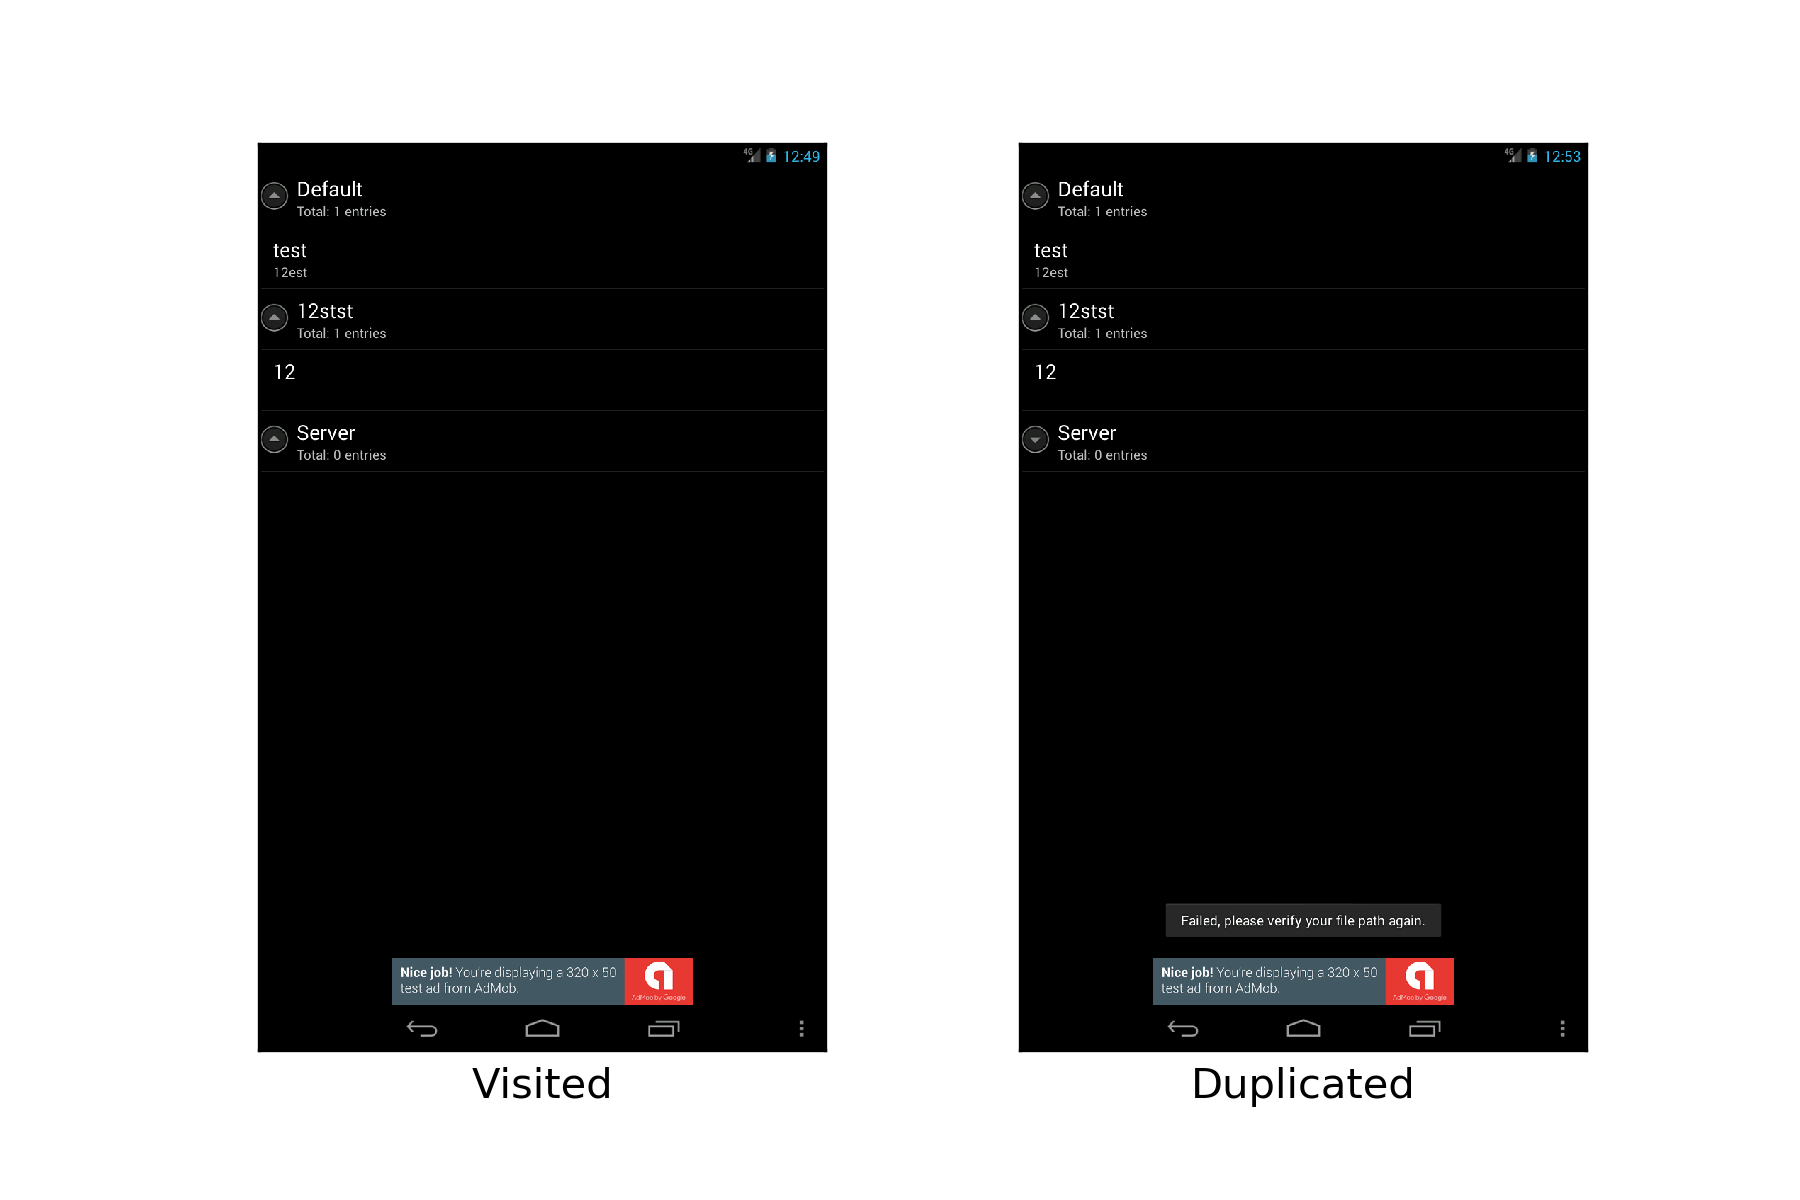 4G 12:49
Default
Total: 1 entries
test
12est
12stst
Total: 1 entries
12
Server
Total: 0 entries
Nice job! You're displaying a 320 x 50
test ad from AdMob.
AdMob by Google
Visited
4G 12:53
Default
Total: 1 entries
test
12est
12stst
Total: 1 entries
12
Server
Total: 0 entries
Failed, please verify your file path again.
Nice job! You're displaying a 320 x 50
test ad from AdMob.
AdMob by Google
Duplicated